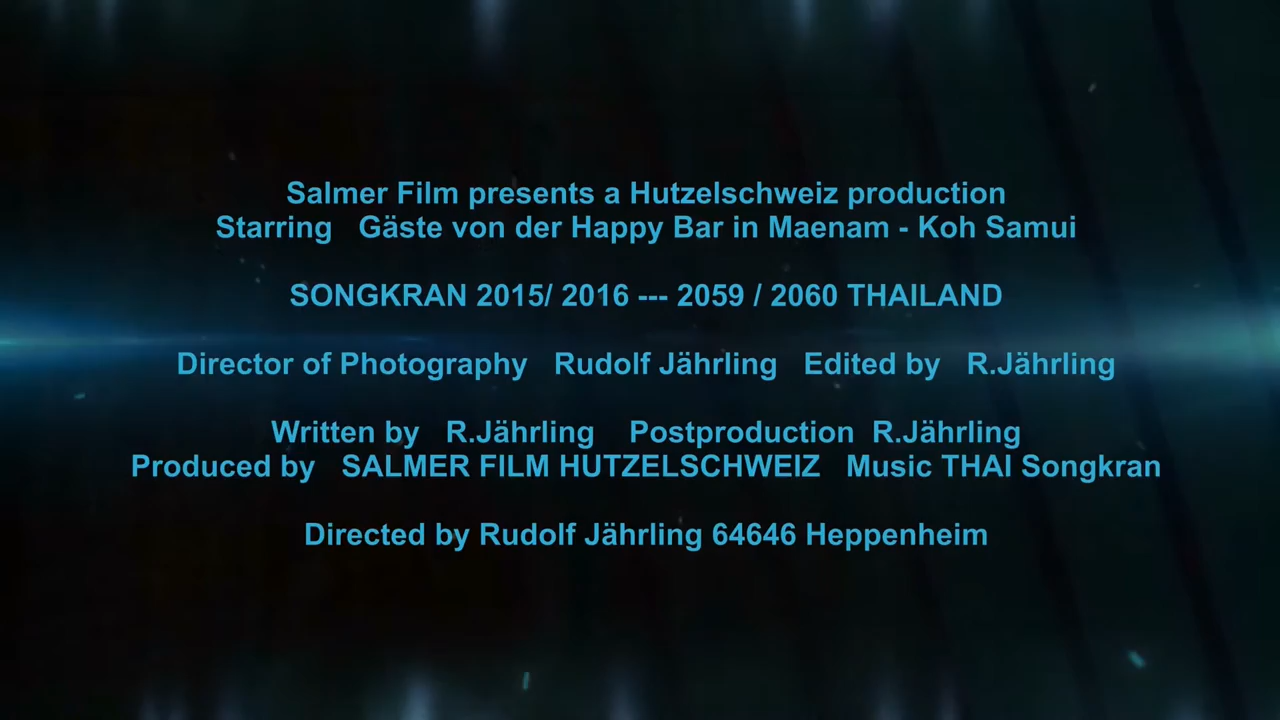 Salmer Film presents a Hutzelschweiz production
Starring Gäste von der Happy Bar in Maenam - Koh Samui
SONGKRAN 2015/ 2016 --- 2059 / 2060 THAILAND
Director of Photography Rudolf Jährling Edited by R.Jährling
Written by R.Jährling Postproduction R.Jährling
Produced by SALMER FILM HUTZELSCHWEIZ Music THAI Songkran
Directed by Rudolf Jährling 64646 Heppenheim